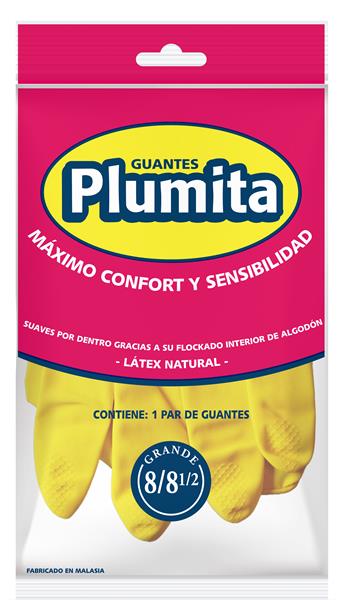 GUANTES
Plumita
MÁXIMO CONFORT Y SENSIBILIDAD
SUAVES POR DENTRO GRACIAS A SU FLOCKADO INTERIOR DE ALGODÓN
- LÁTEX NATURAL -
CONTIENE: 1 PAR DE GUANTES
GRANDE
8/8 1/2
FABRICADO EN MALASIA